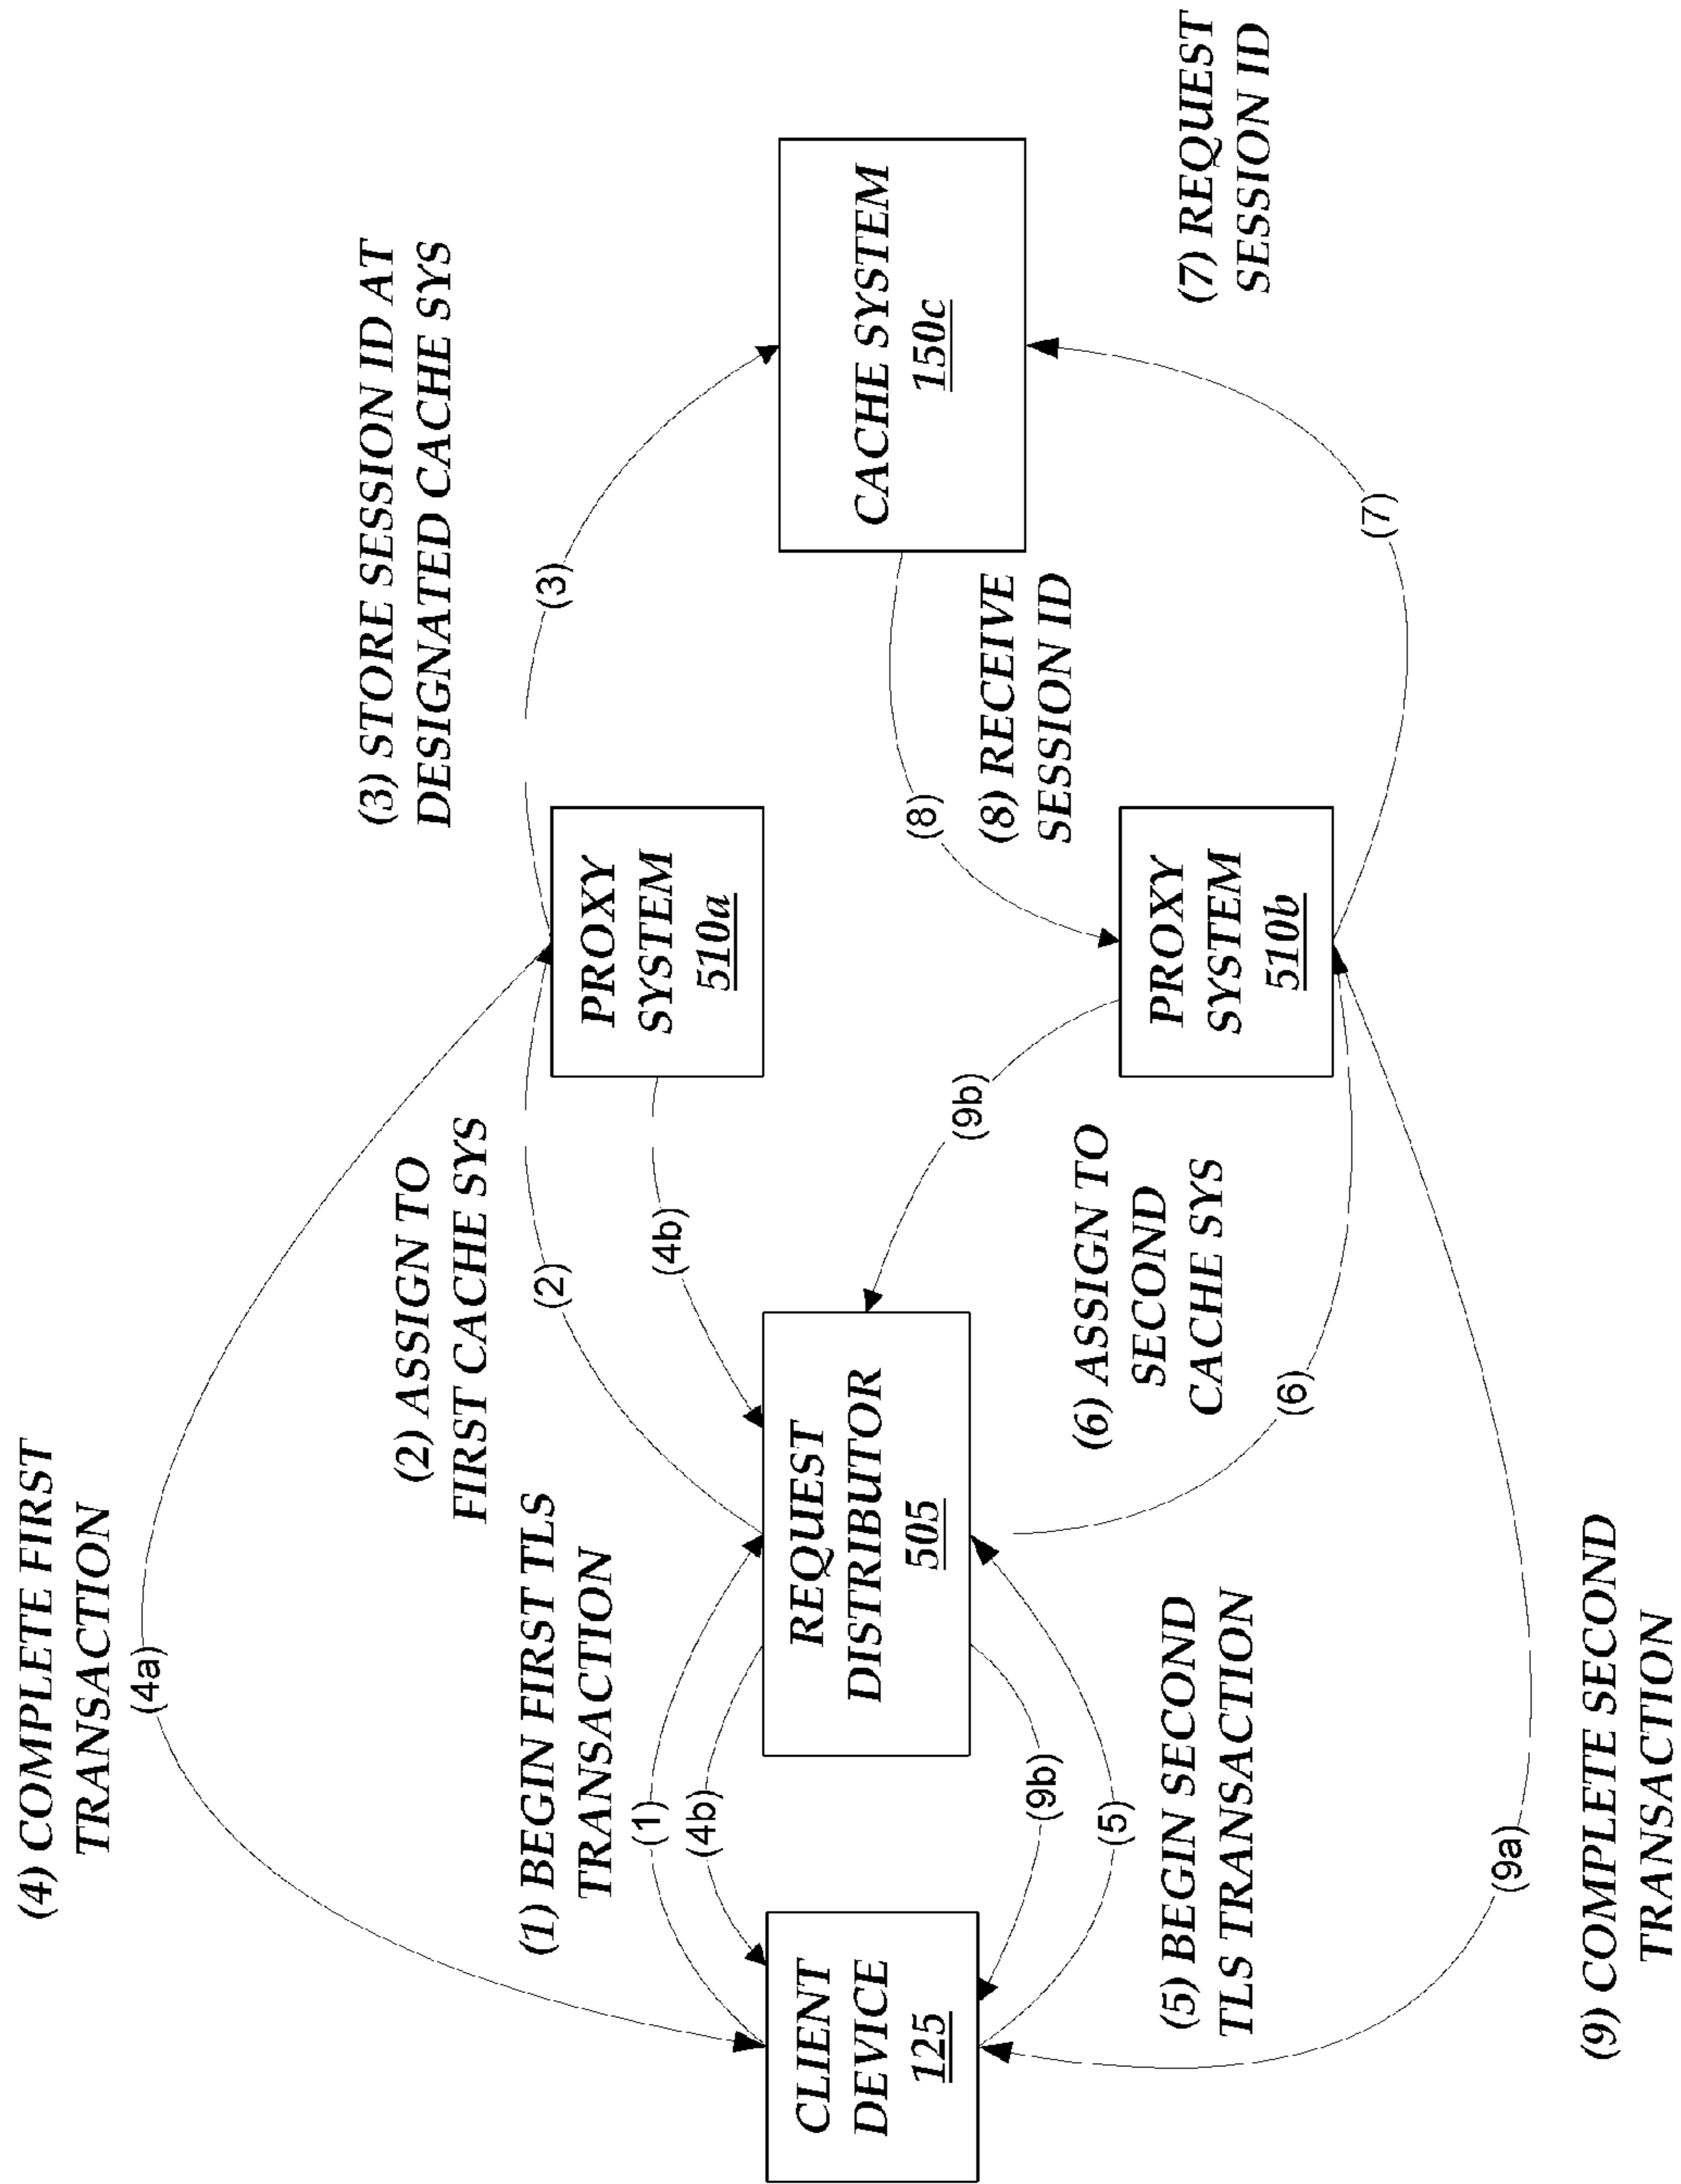 (4) COMPLETE FIRST
TRANSACTION
(4a)
(3) STORE SESSION ID AT
DESIGNATED CACHE SYS
(2) ASSIGN TO
FIRST CACHE SYS
(1) BEGIN FIRST TLS
TRANSACTION
(2)
(3)
(1)
(4b)
(4b)
PROXY
SYSTEM
510a
CLIENT
DEVICE
125
REQUEST
DISTRIBUTOR
505
CACHE SYSTEM
150c
(8)
(8) RECEIVE
SESSION ID
(9b)
(9b)
(5)
(5) BEGIN SECOND
TLS TRANSACTION
(6) ASSIGN TO
SECOND
CACHE SYS
(6)
PROXY
SYSTEM
510b
(7)
(7) REQUEST
SESSION ID
(9a)
(9) COMPLETE SECOND
TRANSACTION